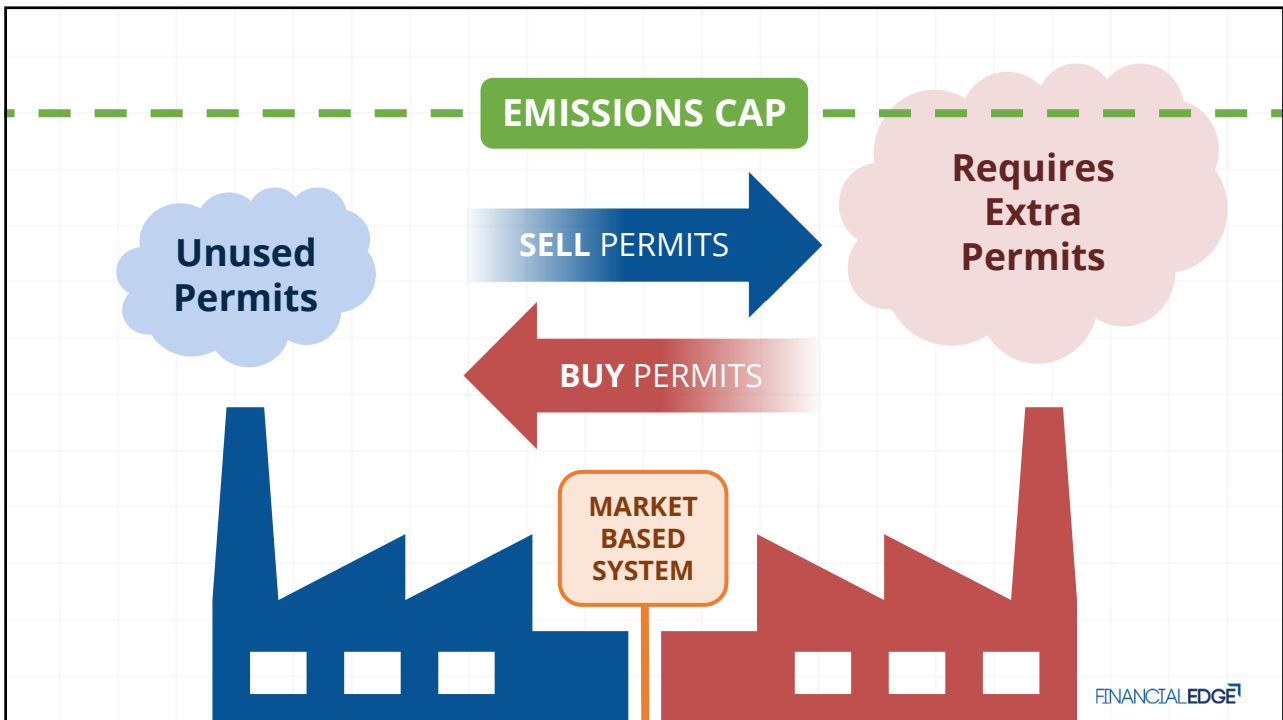 EMISSIONS CAP
Requires
Extra
Permits
Unused
Permits
SELL PERMITS
BUY PERMITS
MARKET
BASED
SYSTEM
FINANCIALEDGE